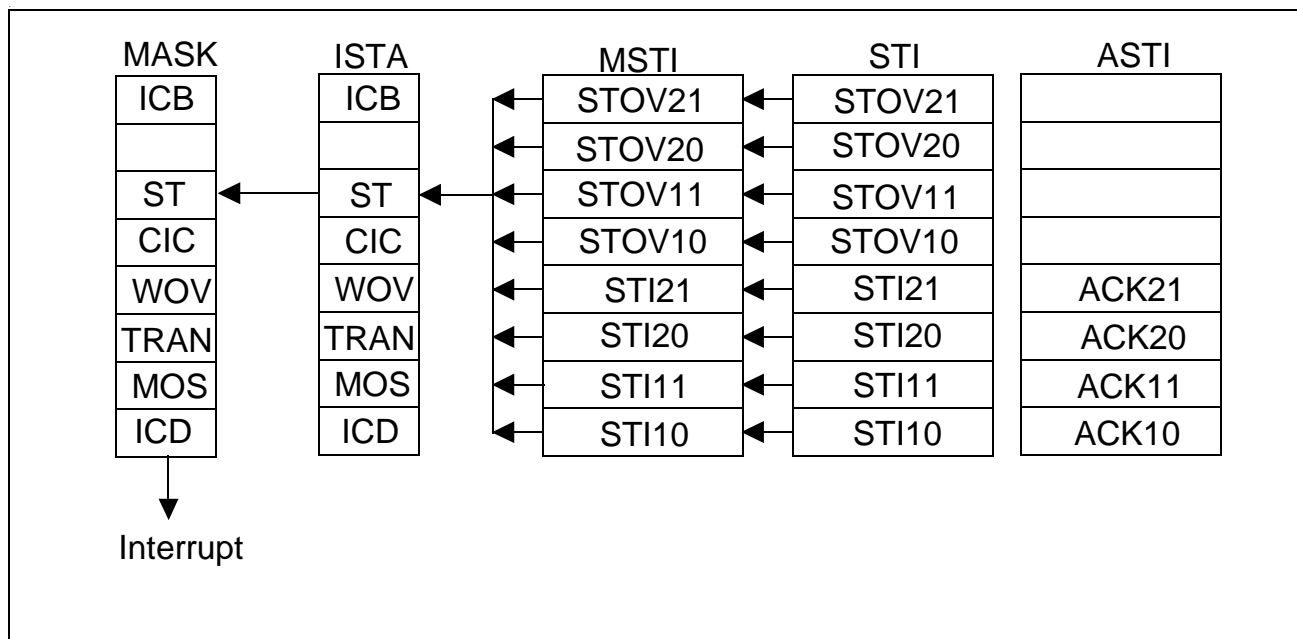 MASK ISTA MSTI STI ASTI
ICB ICB STOV21 STOV21
STOV20 STOV20
ST ST STOV11 STOV11
CIC CIC STOV10 STOV10
WOV WOV STI21 STI21 ACK21
TRAN TRAN STI20 STI20 ACK20
MOS MOS STI11 STI11 ACK11
ICD ICD STI10 STI10 ACK10
Interrupt